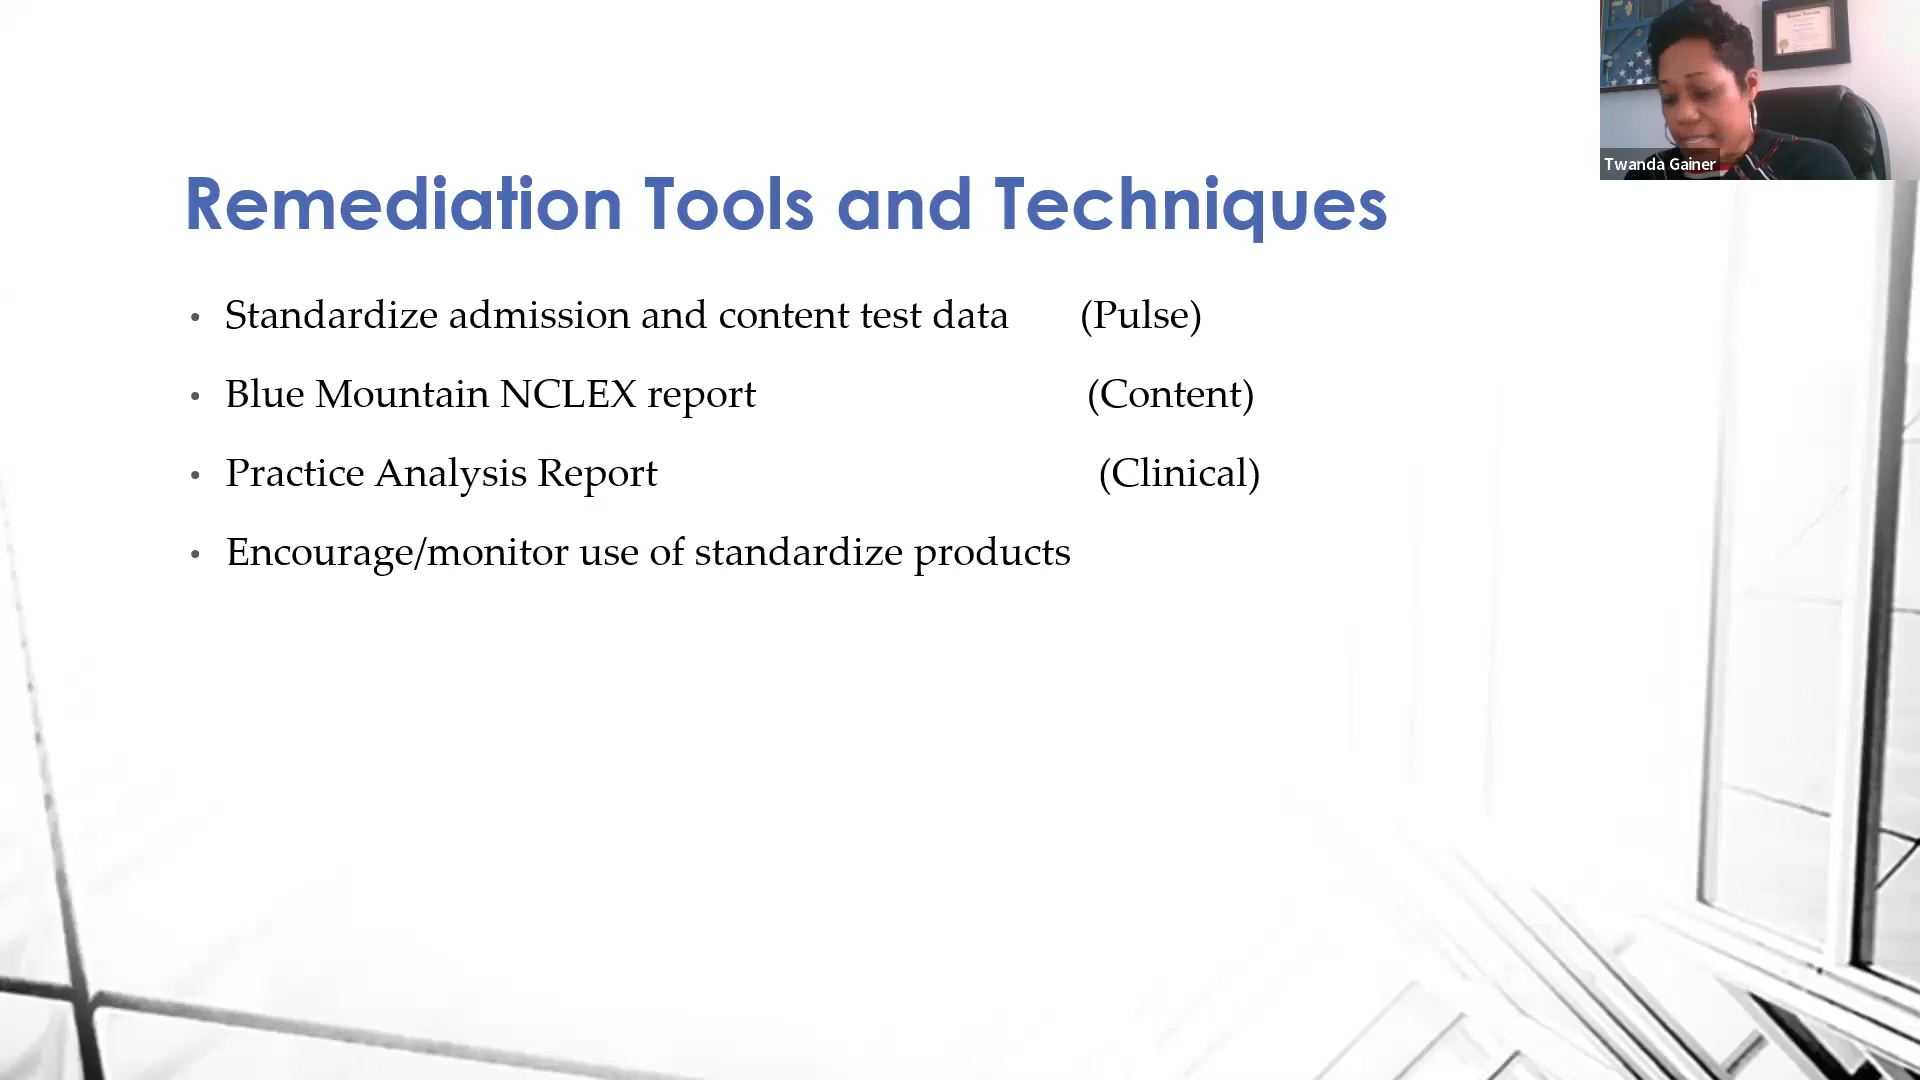 Twanda Gainer
Remediation Tools and Techniques
• Standardize admission and content test data (Pulse)
• Blue Mountain NCLEX report (Content)
• Practice Analysis Report (Clinical)
• Encourage/monitor use of standardize products